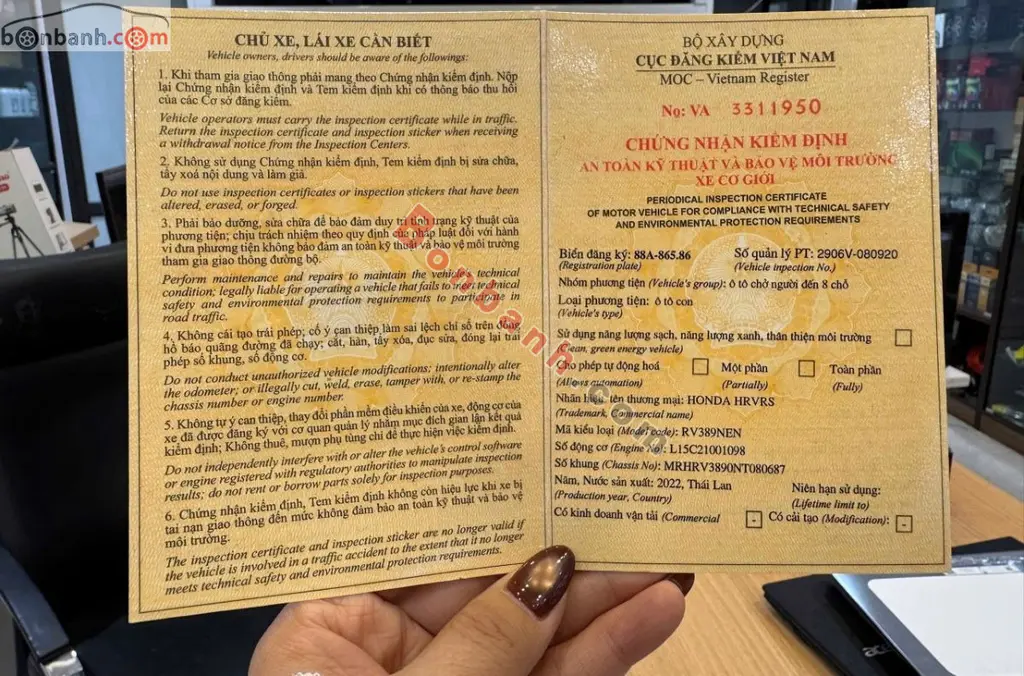 bonbanh.com
CHỦ XE, LÁI XE CẦN BIẾT
Vehicle owners, drivers should be aware of the followings:
1. Khi tham gia giao thông phải mang theo Chứng nhận kiểm định. Nộp
lại Chứng nhận kiểm định và Tem kiểm định khi có thông báo thu hồi
của các Cơ sở đăng kiểm.
Vehicle operators must carry the inspection certificate while in traffic.
Return the inspection certificate and inspection sticker when receiving
a withdrawal notice from the Inspection Centers.
2. Không sử dụng Chứng nhận kiểm định, Tem kiểm định bị sửa chữa,
tẩy xoá nội dung và làm giả.
Do not use inspection certificates or inspection stickers that have been
altered, erased, or forged.
3. Phải bảo dưỡng, sửa chữa để bảo đảm duy trì tình trạng kỹ thuật của
phương tiện; chịu trách nhiệm theo quy định của pháp luật đối với hành
vi đưa phương tiện không bảo đảm an toàn kỹ thuật và bảo vệ môi trường
tham gia giao thông đường bộ.
Perform maintenance and repairs to maintain the vehicle's technical
condition; legally liable for operating a vehicle that fails to meet technical
safety and environmental protection requirements to participate in
road traffic.
4. Không cải tạo trái phép; cố ý can thiệp làm sai lệch chỉ số trên đồng
hồ báo quãng đường đã chạy; cắt, hàn, tẩy xóa, đục sửa, đóng lại trái
phép số khung, số động cơ.
Do not conduct unauthorized vehicle modifications; intentionally alter
the odometer; or illegally cut, weld, erase, tamper with, or re-stamp the
chassis number or engine number.
5. Không tự ý can thiệp, thay đổi phần mềm điều khiển của xe, động cơ của
xe đã được đăng ký với cơ quan quản lý nhằm mục đích gian lận kết quả
kiểm định; Không thuê, mượn phụ tùng chỉ để thực hiện việc kiểm định.
Do not independently interfere with or alter the vehicle's control software
or engine registered with regulatory authorities to manipulate inspection
results; do not rent or borrow parts solely for inspection purposes.
6. Chứng nhận kiểm định, Tem kiểm định không còn hiệu lực khi xe bị
tai nạn giao thông đến mức không đảm bảo an toàn kỹ thuật và bảo vệ
môi trường.
The inspection certificate and inspection sticker are no longer valid if
the vehicle is involved in a traffic accident to the extent that it no longer
meets technical safety and environmental protection requirements.
BỘ XÂY DỰNG
CỤC ĐĂNG KIỂM VIỆT NAM
MOC – Vietnam Register
No: VA 3311950
CHỨNG NHẬN KIỂM ĐỊNH
AN TOÀN KỸ THUẬT VÀ BẢO VỆ MÔI TRƯỜNG
XE CƠ GIỚI
PERIODICAL INSPECTION CERTIFICATE
OF MOTOR VEHICLE FOR COMPLIANCE WITH TECHNICAL SAFETY
AND ENVIRONMENTAL PROTECTION REQUIREMENTS
Biển đăng ký: 88A-865.86 Số quản lý PT: 2906V-080920
(Registration plate) (Vehicle inpection No.)
Nhóm phương tiện (Vehicle's group): ô tô chở người đến 8 chỗ
Loại phương tiện: ô tô con
(Vehicle's type)
Sử dụng năng lượng sạch, năng lượng xanh, thân thiện môi trường
(Clean, green energy vehicle)
Cho phép tự động hoá Một phần Toàn phần
(Allows automation) (Partially) (Fully)
Nhãn hiệu, tên thương mại: HONDA HRVRS
(Trademark, Commercial name)
Mã kiểu loại (Model code): RV389NEN
Số động cơ (Engine No): L15C21001098
Số khung (Chassis No): MRHRV3890NT080687
Năm, Nước sản xuất: 2022, Thái Lan Niên hạn sử dụng:
(Production year, Country) (Lifetime limit to)
Có kinh doanh vận tải (Commercial - Có cải tạo (Modification): -
Bonbanh.com
acer